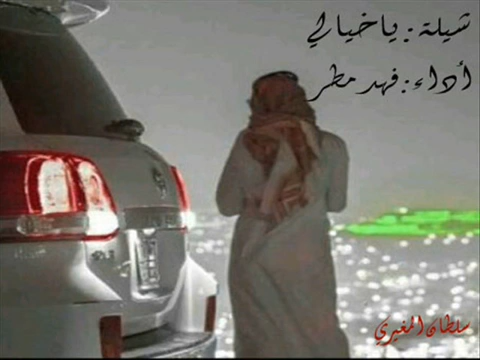 شيلة : ياخيالي
أداء : فهد مطر
سلطان المغيري